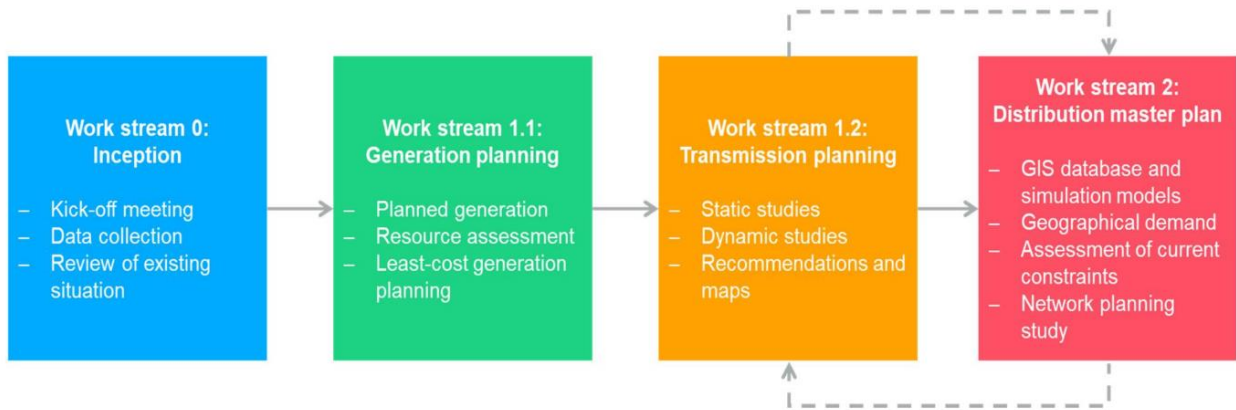 Work stream 0:
Inception
– Kick-off meeting
– Data collection
– Review of existing
situation
Work stream 1.1:
Generation planning
– Planned generation
– Resource assessment
– Least-cost generation
planning
Work stream 1.2:
Transmission planning
– Static studies
– Dynamic studies
– Recommendations and
maps
Work stream 2:
Distribution master plan
– GIS database and
simulation models
– Geographical demand
– Assessment of current
constraints
– Network planning
study